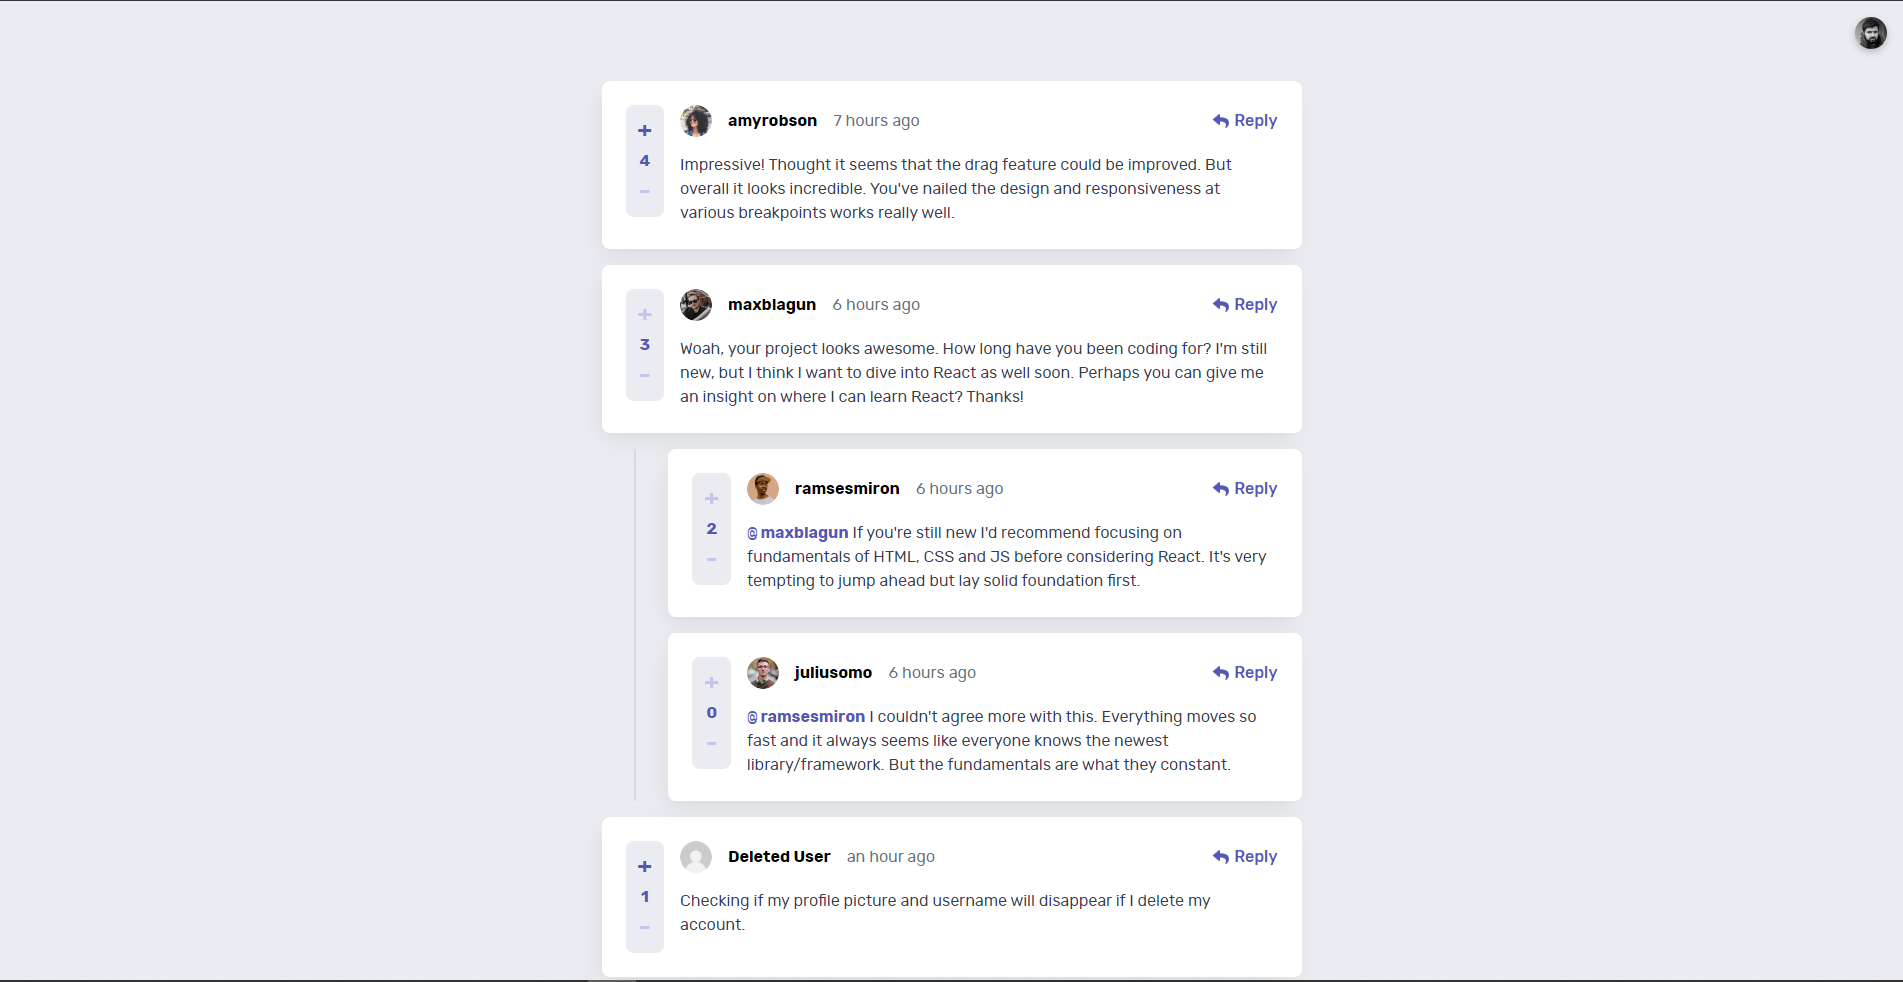 amyrobson 7 hours ago Reply
+
4
-
Impressive! Thought it seems that the drag feature could be improved. But
overall it looks incredible. You've nailed the design and responsiveness at
various breakpoints works really well.
maxblagun 6 hours ago Reply
+
3
-
Woah, your project looks awesome. How long have you been coding for? I'm still
new, but I think I want to dive into React as well soon. Perhaps you can give me
an insight on where I can learn React? Thanks!
ramsesmiron 6 hours ago Reply
+
2
-
@maxblagun If you're still new I'd recommend focusing on
fundamentals of HTML, CSS and JS before considering React. It's very
tempting to jump ahead but lay solid foundation first.
juliusomo 6 hours ago Reply
+
0
-
@ramsesmiron I couldn't agree more with this. Everything moves so
fast and it always seems like everyone knows the newest
library/framework. But the fundamentals are what they constant.
Deleted User an hour ago Reply
+
1
-
Checking if my profile picture and username will disappear if I delete my
account.